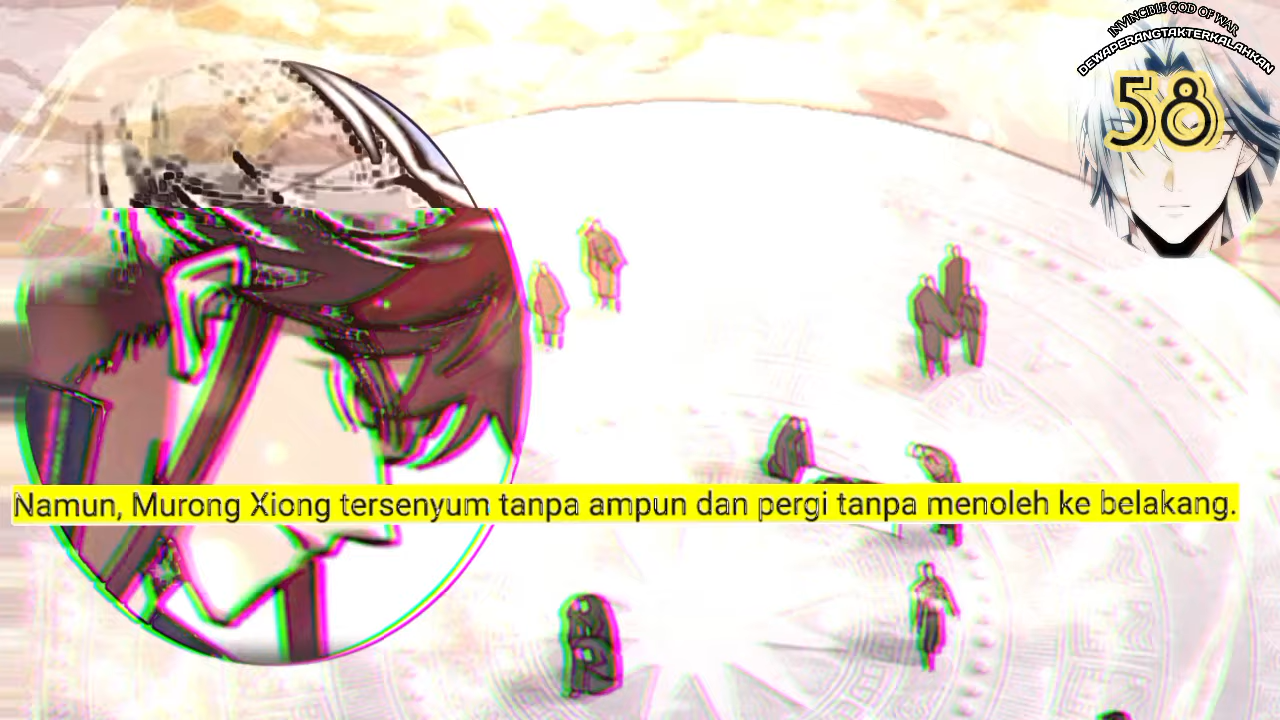 INVINCIBLE GOD OF WAR
DEWAPERANGTAKTERKALAHKAN
58
Namun, Murong Xiong tersenyum tanpa ampun dan pergi tanpa menoleh ke belakang.